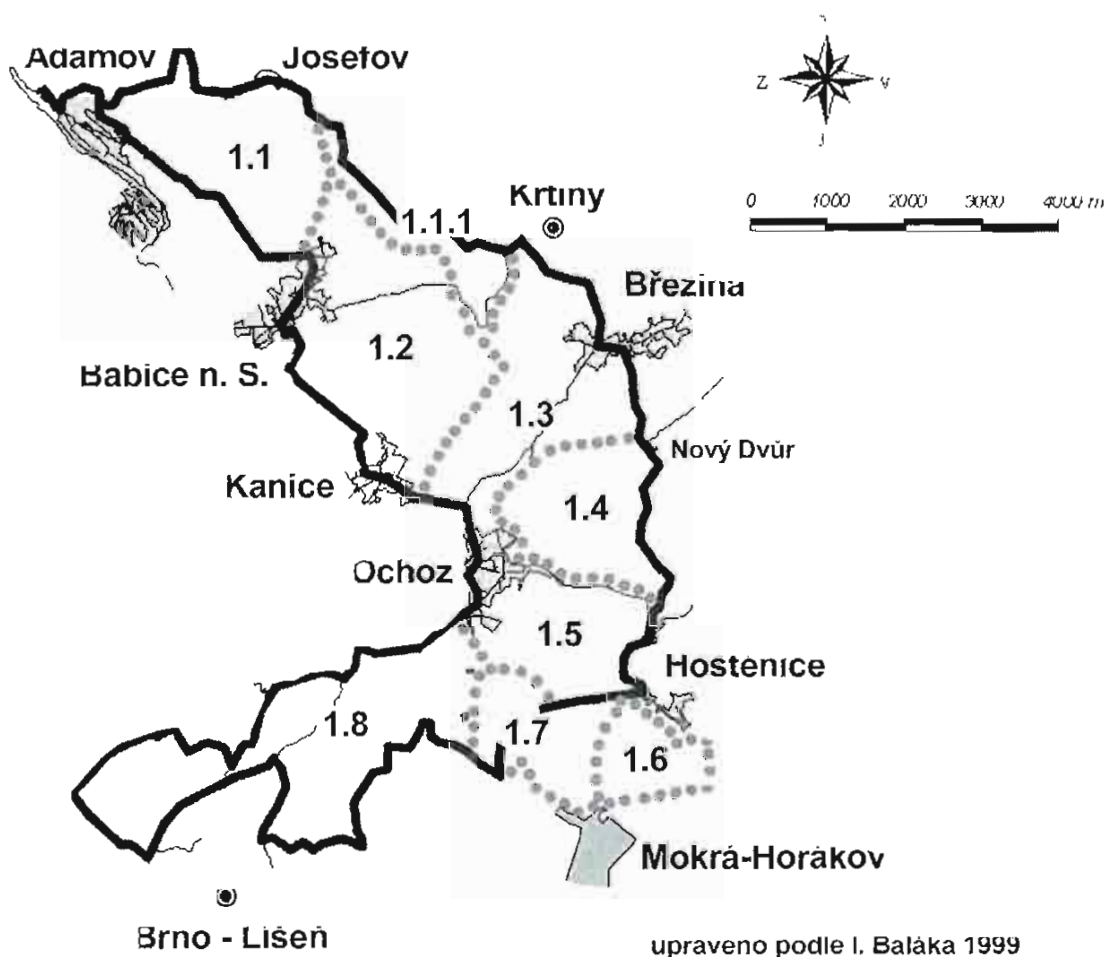 Adamov
Josefov
Z
V
J
1.1
Krtiny
0 1000 2000 3000 4000 m
1.1.1
Březina
1.2
Babice n. S.
1.3
Nový Dvůr
Kanice
1.4
Ochoz
1.5
Hostěnice
1.8
1.7
1.6
Mokrá-Horákov
Brno - Líšeň
upraveno podle I. Baláka 1999